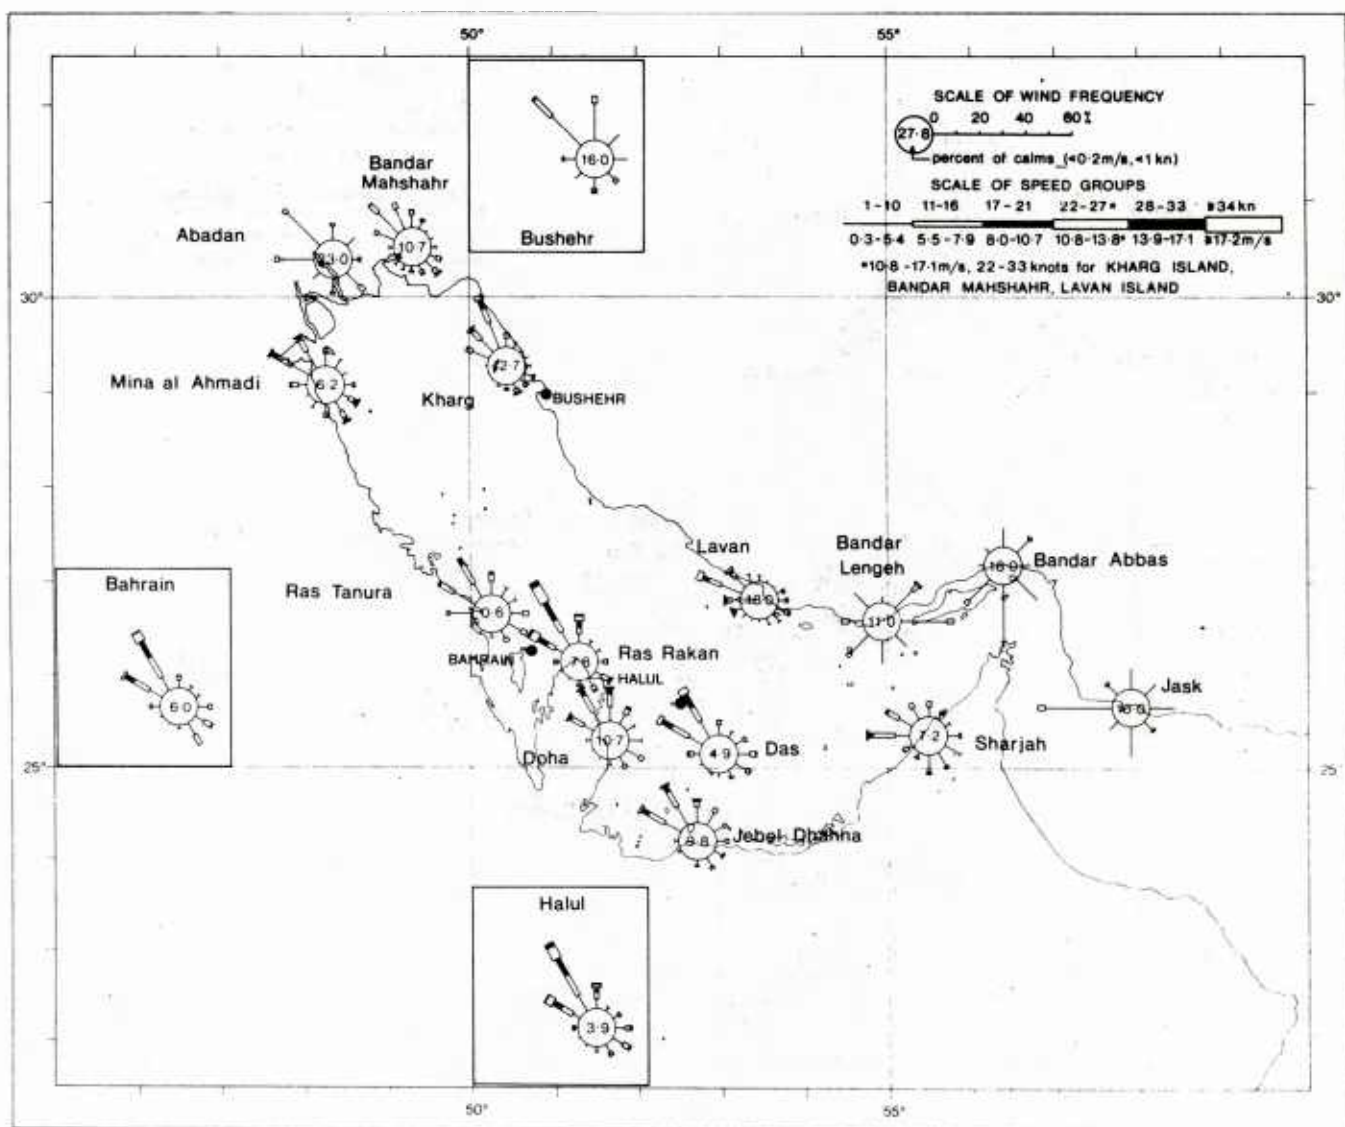 50°
55°
SCALE OF WIND FREQUENCY
0 20 40 60%
27·8
percent of calms (<0·2m/s, <1kn)
SCALE OF SPEED GROUPS
1-10 11-16 17-21 22-27* 28-33 ≥34kn
0·3-5·4 5·5-7·9 8·0-10·7 10·8-13·8* 13·9-17·1 ≥17·2m/s
*10·8-17·1m/s, 22-33 knots for KHARG ISLAND,
BANDAR MAHSHAHR, LAVAN ISLAND
16·0
Bushehr
Bandar
Mahshahr
10·7
Abadan
30°
30°
Mina al Ahmadi
6·2
Kharg
BUSHEHR
Bahrain
6·0
Ras Tanura
BAHRAIN
Ras Rakan
7·6
HALUL
Doha
10·7
Das
4·9
Lavan
16·0
Bandar
Lengeh
11·0
Bandar Abbas
16·0
Jask
16·0
Sharjah
7·2
25°
25°
Jebel Dhanna
Halul
3·9
50°
55°